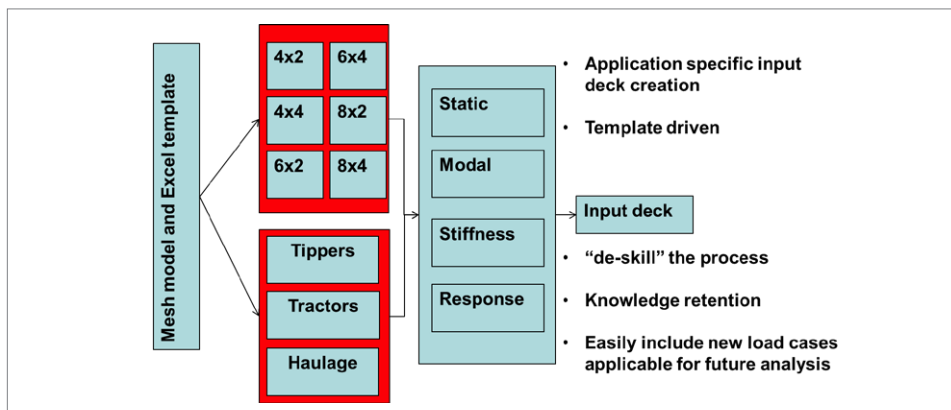 Mesh model and Excel template
4x2
6x4
4x4
8x2
6x2
8x4
Tippers
Tractors
Haulage
Static
Modal
Stiffness
Response
Input deck
• Application specific input
deck creation
• Template driven
• “de-skill” the process
• Knowledge retention
• Easily include new load cases
applicable for future analysis